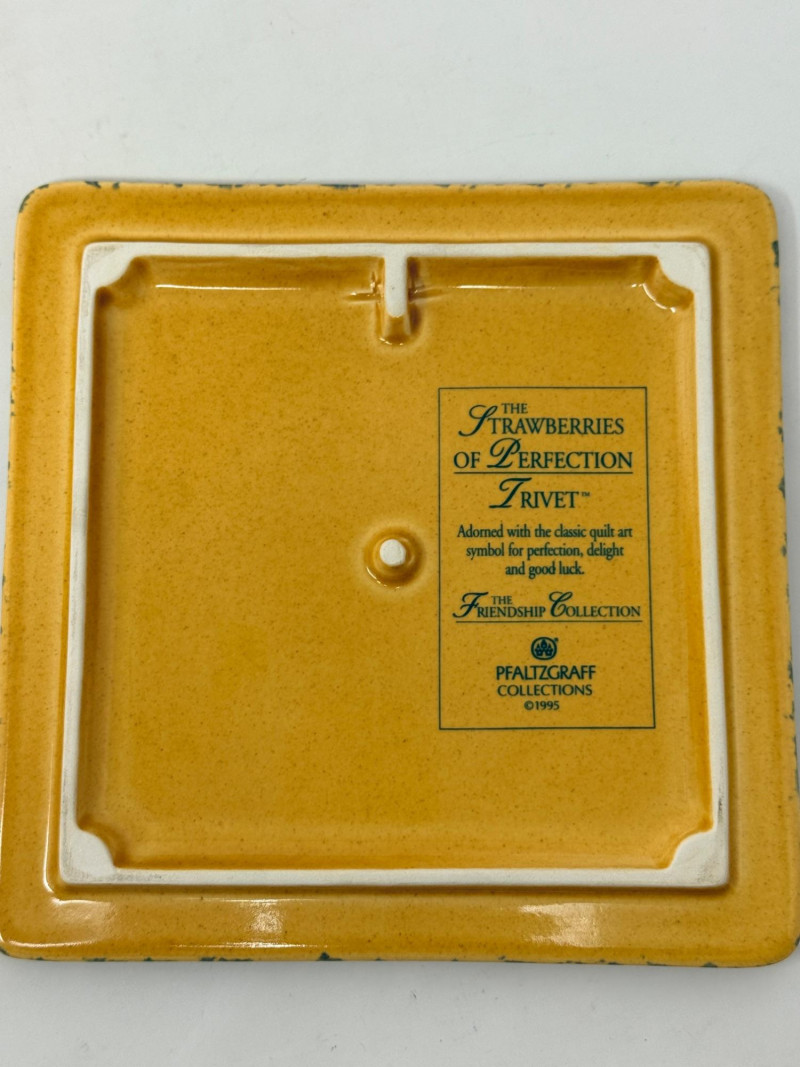 THE
STRAWBERRIES
OF PERFECTION
TRIVET™
Adorned with the classic quilt art
symbol for perfection, delight
and good luck.
THE
FRIENDSHIP COLLECTION
PFALTZGRAFF
COLLECTIONS
©1995